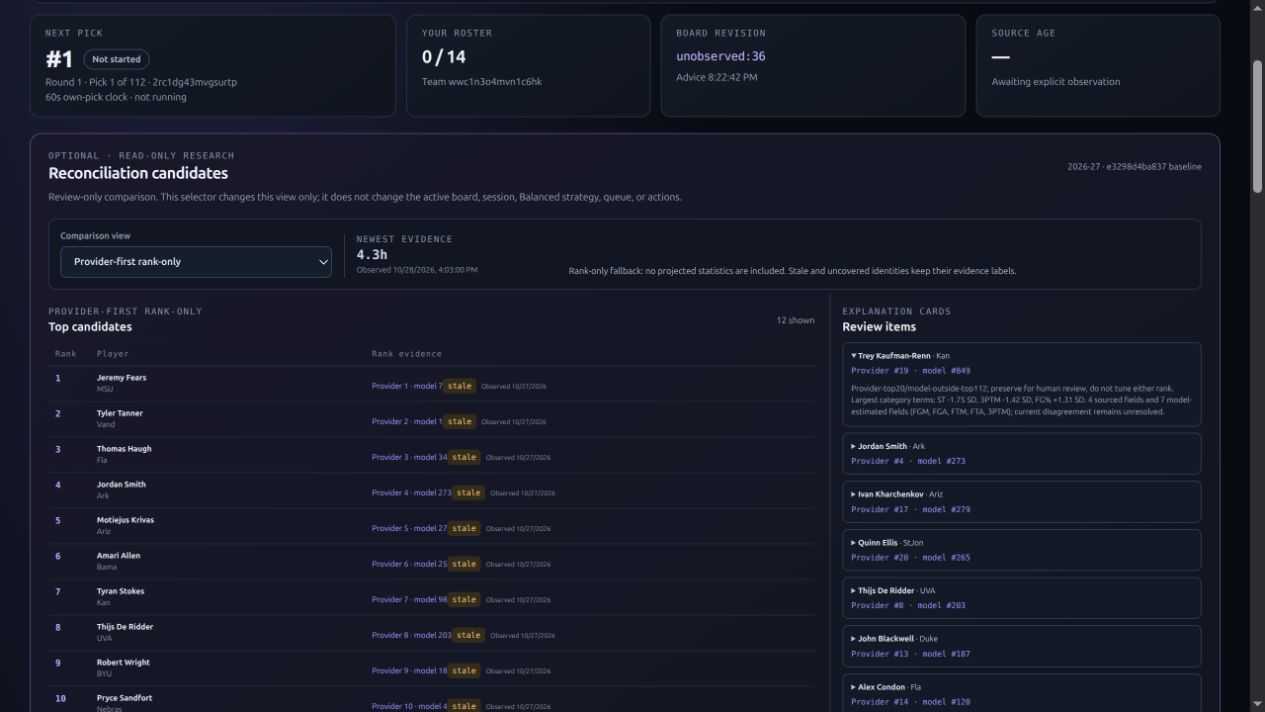 NEXT PICK
#1 Not started
Round 1 · Pick 1 of 112 · 2rc1dg43mvgsurtp
60s own-pick clock · not running
YOUR ROSTER
0 / 14
Team wwc1n3o4mvn1c6hk
BOARD REVISION
unobserved:36
Advice 8:22:42 PM
SOURCE AGE
—
Awaiting explicit observation
OPTIONAL · READ-ONLY RESEARCH
Reconciliation candidates
2026-27 · e3298d4ba837 baseline
Review-only comparison. This selector changes this view only; it does not change the active board, session, Balanced strategy, queue, or actions.
Comparison view
Provider-first rank-only
NEWEST EVIDENCE
4.3h
Observed 10/28/2026, 4:03:00 PM
Rank-only fallback: no projected statistics are included. Stale and uncovered identities keep their evidence labels.
PROVIDER-FIRST RANK-ONLY
Top candidates
12 shown
Rank Player Rank evidence
1 Jeremy Fears Provider 1 · model 7 stale Observed 10/27/2026
MSU
2 Tyler Tanner Provider 2 · model 1 stale Observed 10/27/2026
Vand
3 Thomas Haugh Provider 3 · model 34 stale Observed 10/27/2026
Fla
4 Jordan Smith Provider 4 · model 273 stale Observed 10/27/2026
Ark
5 Motiejus Krivas Provider 5 · model 27 stale Observed 10/27/2026
Ariz
6 Amari Allen Provider 6 · model 25 stale Observed 10/27/2026
Bama
7 Tyran Stokes Provider 7 · model 98 stale Observed 10/27/2026
Kan
8 Thijs De Ridder Provider 8 · model 203 stale Observed 10/27/2026
UVA
9 Robert Wright Provider 9 · model 18 stale Observed 10/27/2026
BYU
10 Pryce Sandfort Provider 10 · model 4 stale Observed 10/27/2026
Nebras
EXPLANATION CARDS
Review items
Trey Kaufman-Renn · Kan
Provider #19 · model #849
Provider-top20/model-outside-top112; preserve for human review, do not tune either rank.
Largest category terms: ST -1.75 SD, 3PTM -1.42 SD, FG% +1.31 SD. 4 sourced fields and 7 model-
estimated fields (FGM, FGA, FTM, FTA, 3PTM); current disagreement remains unresolved.
Jordan Smith · Ark
Provider #4 · model #273
Ivan Kharchenkov · Ariz
Provider #17 · model #279
Quinn Ellis · StJon
Provider #20 · model #265
Thijs De Ridder · UVA
Provider #8 · model #203
John Blackwell · Duke
Provider #13 · model #187
Alex Condon · Fla
Provider #14 · model #120